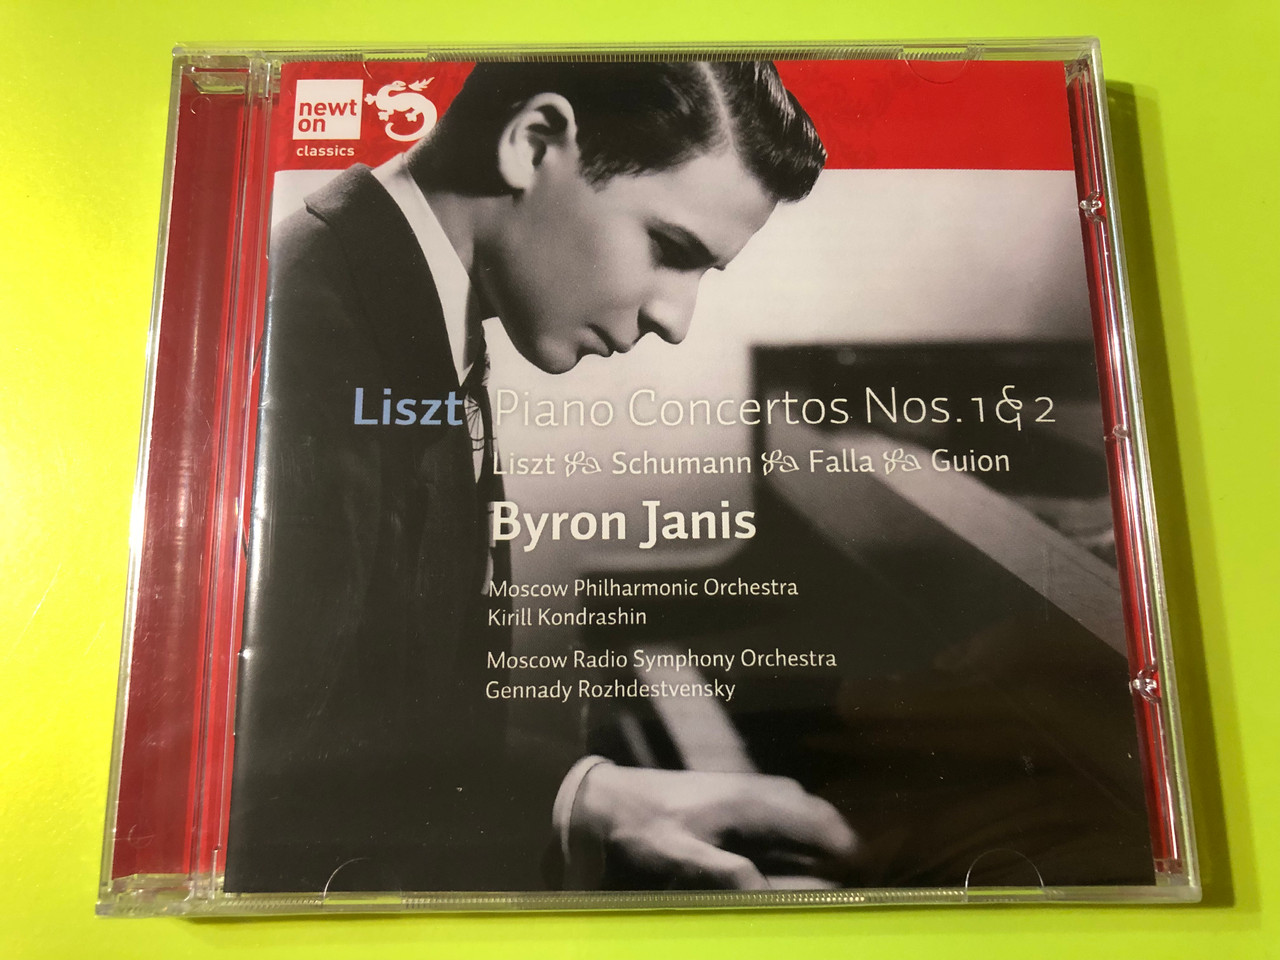 newt
on
classics
Liszt Piano Concertos Nos. 1 & 2
Liszt Schumann Falla Guion
Byron Janis
Moscow Philharmonic Orchestra
Kirill Kondrashin
Moscow Radio Symphony Orchestra
Gennady Rozhdestvensky